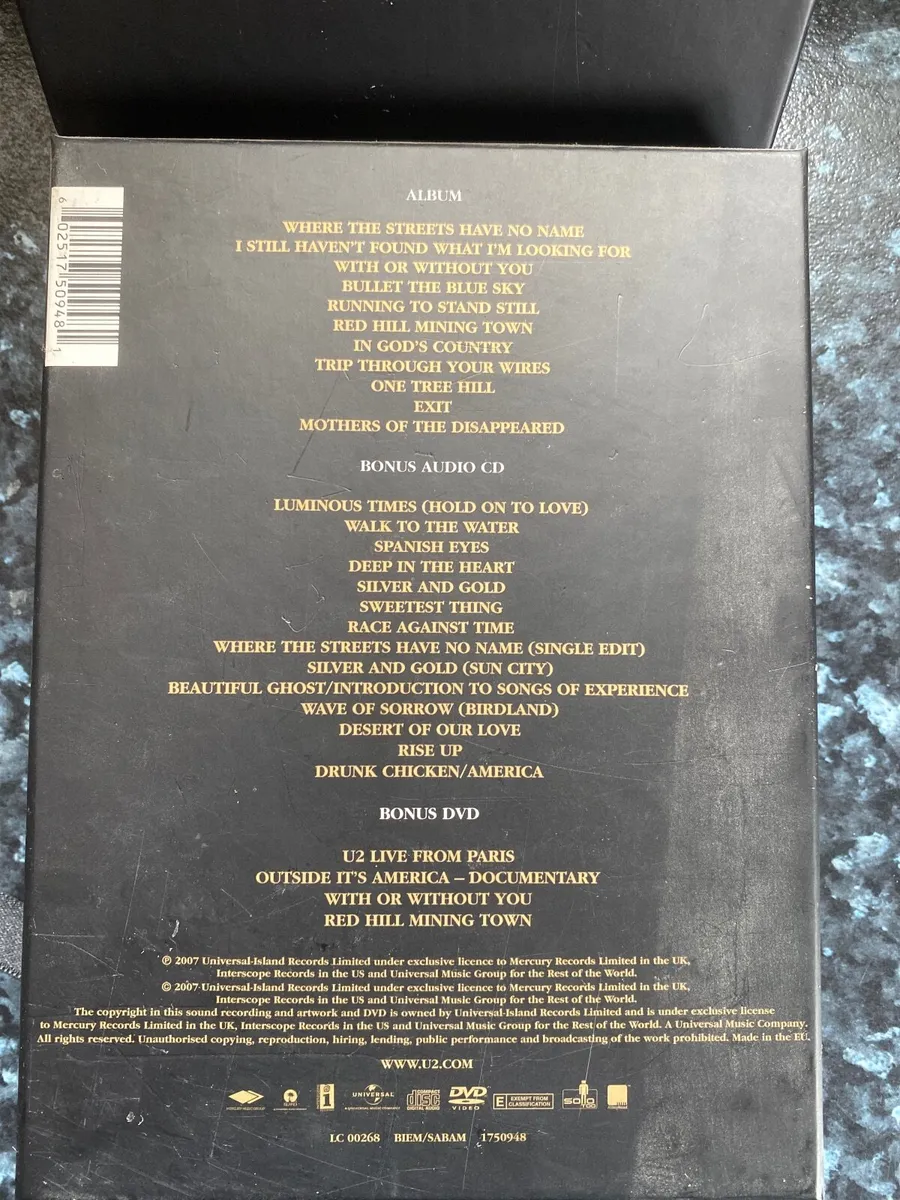 6 02517 50948 1
ALBUM
WHERE THE STREETS HAVE NO NAME
I STILL HAVEN'T FOUND WHAT I'M LOOKING FOR
WITH OR WITHOUT YOU
BULLET THE BLUE SKY
RUNNING TO STAND STILL
RED HILL MINING TOWN
IN GOD'S COUNTRY
TRIP THROUGH YOUR WIRES
ONE TREE HILL
EXIT
MOTHERS OF THE DISAPPEARED
BONUS AUDIO CD
LUMINOUS TIMES (HOLD ON TO LOVE)
WALK TO THE WATER
SPANISH EYES
DEEP IN THE HEART
SILVER AND GOLD
SWEETEST THING
RACE AGAINST TIME
WHERE THE STREETS HAVE NO NAME (SINGLE EDIT)
SILVER AND GOLD (SUN CITY)
BEAUTIFUL GHOST/INTRODUCTION TO SONGS OF EXPERIENCE
WAVE OF SORROW (BIRDLAND)
DESERT OF OUR LOVE
RISE UP
DRUNK CHICKEN/AMERICA
BONUS DVD
U2 LIVE FROM PARIS
OUTSIDE IT'S AMERICA – DOCUMENTARY
WITH OR WITHOUT YOU
RED HILL MINING TOWN
℗ 2007 Universal-Island Records Limited under exclusive licence to Mercury Records Limited in the UK,
Interscope Records in the US and Universal Music Group for the Rest of the World.
© 2007 Universal-Island Records Limited under exclusive licence to Mercury Records Limited in the UK,
Interscope Records in the US and Universal Music Group for the Rest of the World.
The copyright in this sound recording and artwork and DVD is owned by Universal-Island Records Limited and is under exclusive license
to Mercury Records Limited in the UK, Interscope Records in the US and Universal Music Group for the Rest of the World. A Universal Music Company.
All rights reserved. Unauthorised copying, reproduction, hiring, lending, public performance and broadcasting of the work prohibited. Made in the EU.
WWW.U2.COM
UNIVERSAL
COMPACT disc DIGITAL AUDIO
DVD VIDEO
E EXEMPT FROM CLASSIFICATION
LC 00268 BIEM/SABAM 1750948